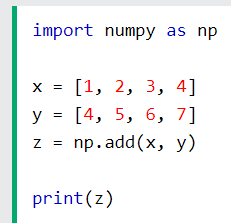 import numpy as np
x = [1, 2, 3, 4]
y = [4, 5, 6, 7]
z = np.add(x, y)
print(z)